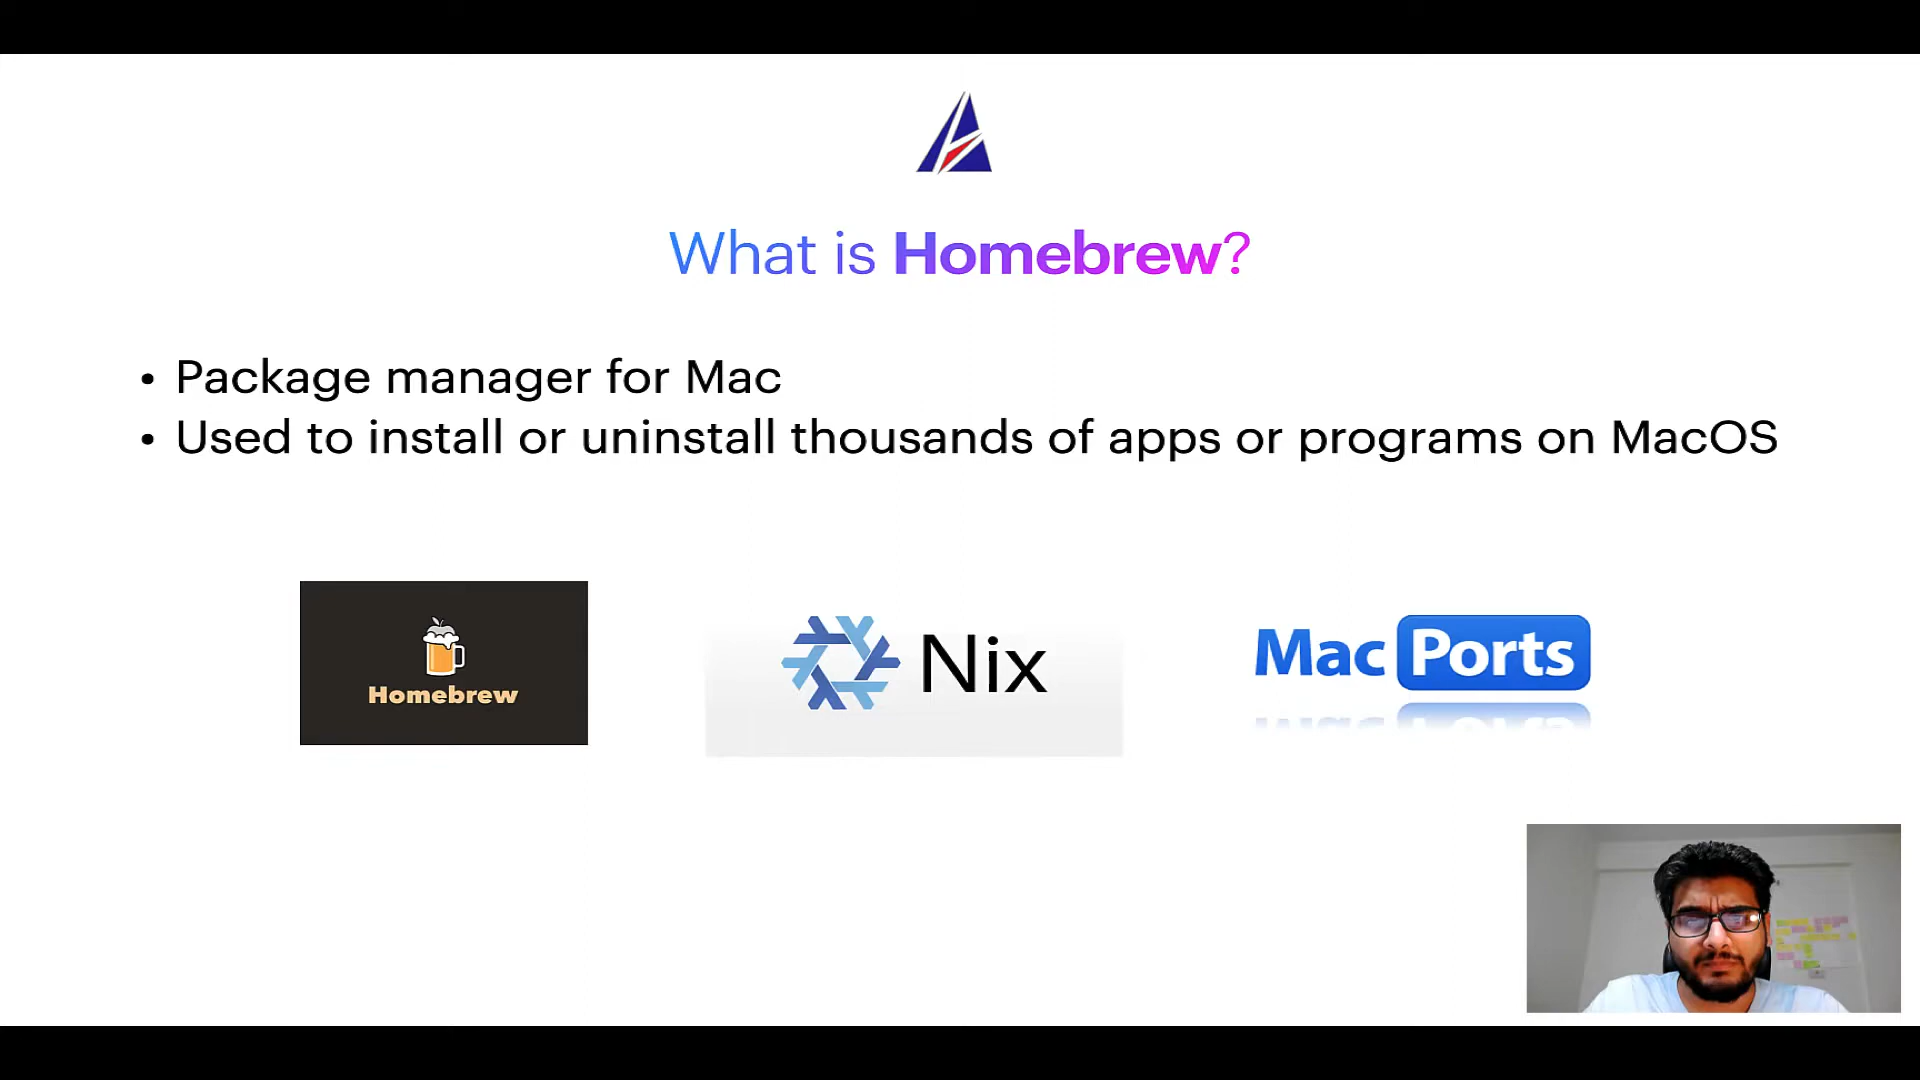 What is Homebrew?
• Package manager for Mac
• Used to install or uninstall thousands of apps or programs on MacOS
Homebrew
Nix
Mac Ports